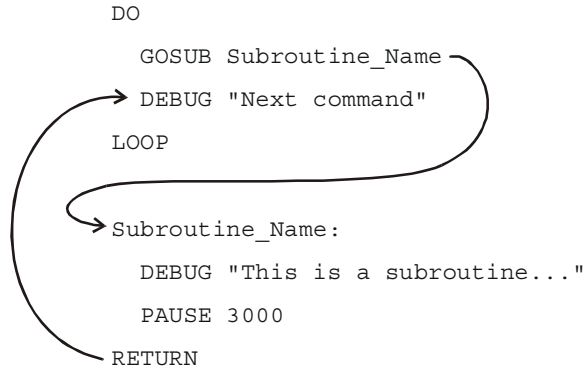 DO
GOSUB Subroutine_Name
DEBUG "Next command"
LOOP
Subroutine_Name:
DEBUG "This is a subroutine..."
PAUSE 3000
RETURN